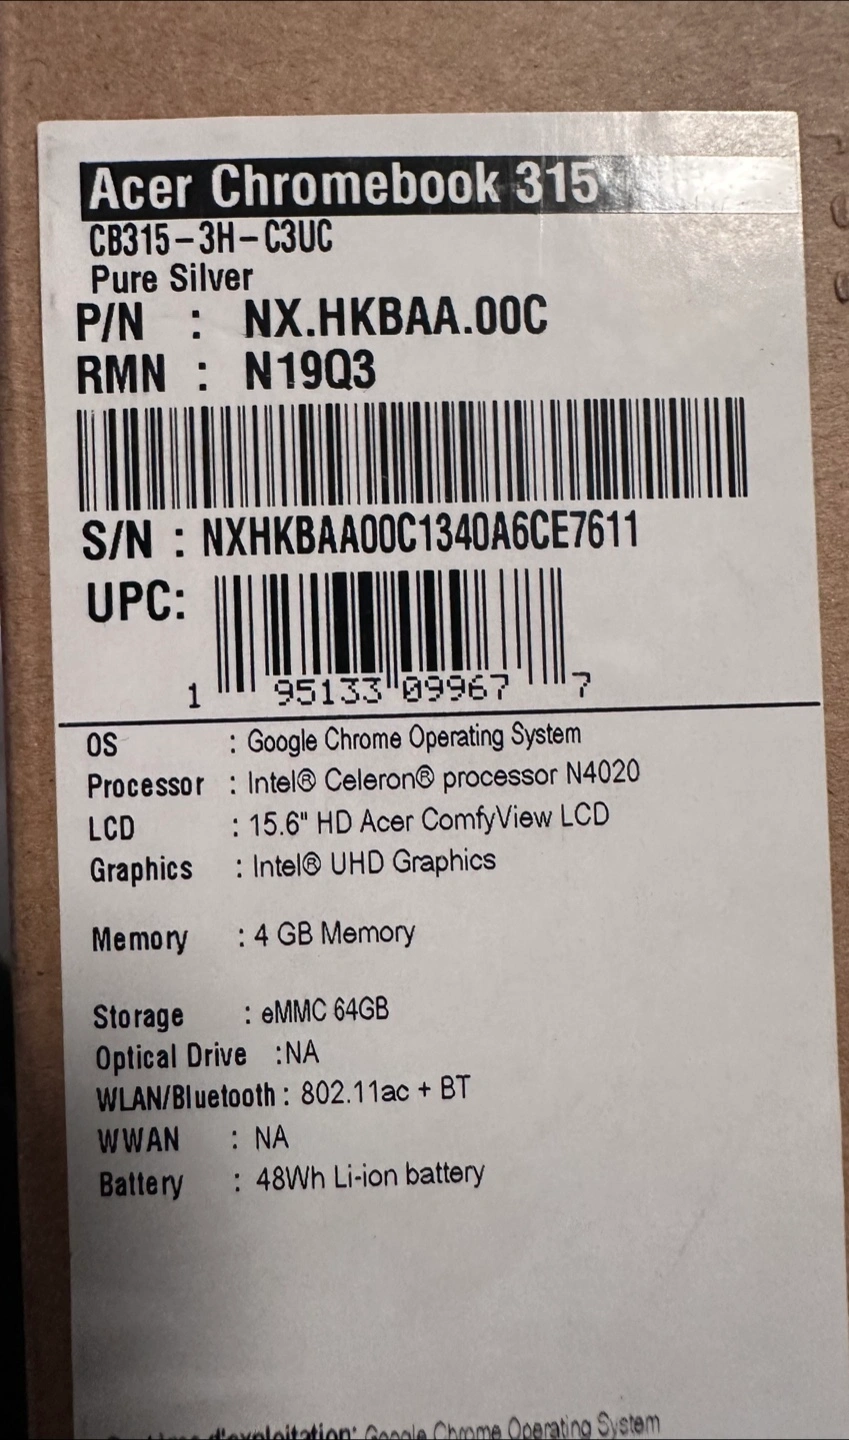 Acer Chromebook 315
CB315-3H-C3UC
Pure Silver
P/N : NX.HKBAA.00C
RMN : N19Q3
S/N : NXHKBAA00C1340A6CE7611
UPC:
1 95133 09967 7
OS : Google Chrome Operating System
Processor : Intel® Celeron® processor N4020
LCD : 15.6" HD Acer ComfyView LCD
Graphics : Intel® UHD Graphics
Memory : 4 GB Memory
Storage : eMMC 64GB
Optical Drive :NA
WLAN/Bluetooth : 802.11ac + BT
WWAN : NA
Battery : 48Wh Li-ion battery
d'exploitation: Google Chrome Operating System